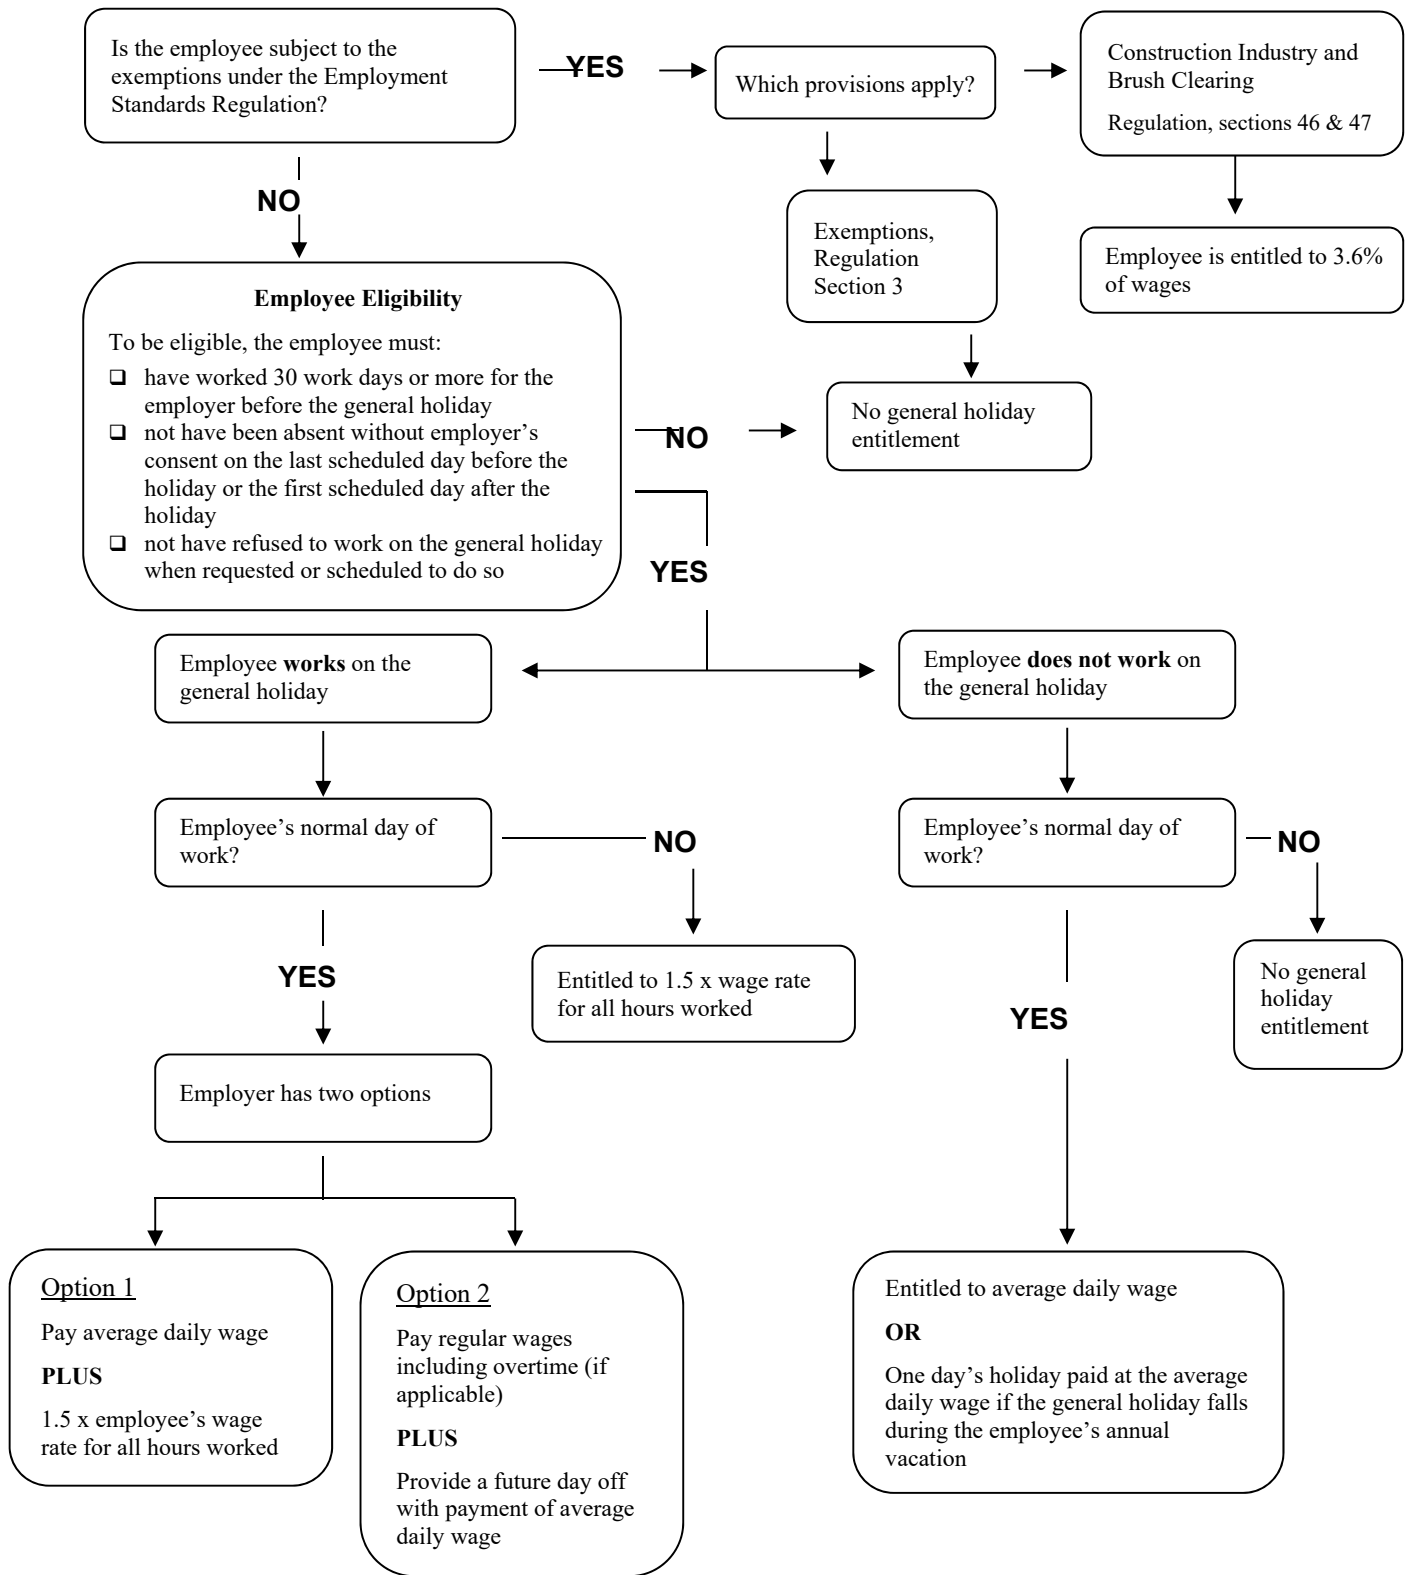 Is the employee subject to the
exemptions under the Employment
Standards Regulation?
YES
Which provisions apply?
Construction Industry and
Brush Clearing
Regulation, sections 46 & 47
NO
Exemptions,
Regulation
Section 3
Employee is entitled to 3.6%
of wages
Employee Eligibility
To be eligible, the employee must:
❑ have worked 30 work days or more for the
employer before the general holiday
❑ not have been absent without employer’s
consent on the last scheduled day before the
holiday or the first scheduled day after the
holiday
❑ not have refused to work on the general holiday
when requested or scheduled to do so
NO
No general holiday
entitlement
YES
Employee works on the
general holiday
Employee does not work on
the general holiday
Employee’s normal day of
work?
NO
Employee’s normal day of
work?
NO
YES
Entitled to 1.5 x wage rate
for all hours worked
YES
No general
holiday
entitlement
Employer has two options
Option 1
Pay average daily wage
PLUS
1.5 x employee’s wage
rate for all hours worked
Option 2
Pay regular wages
including overtime (if
applicable)
PLUS
Provide a future day off
with payment of average
daily wage
Entitled to average daily wage
OR
One day’s holiday paid at the average
daily wage if the general holiday falls
during the employee’s annual
vacation